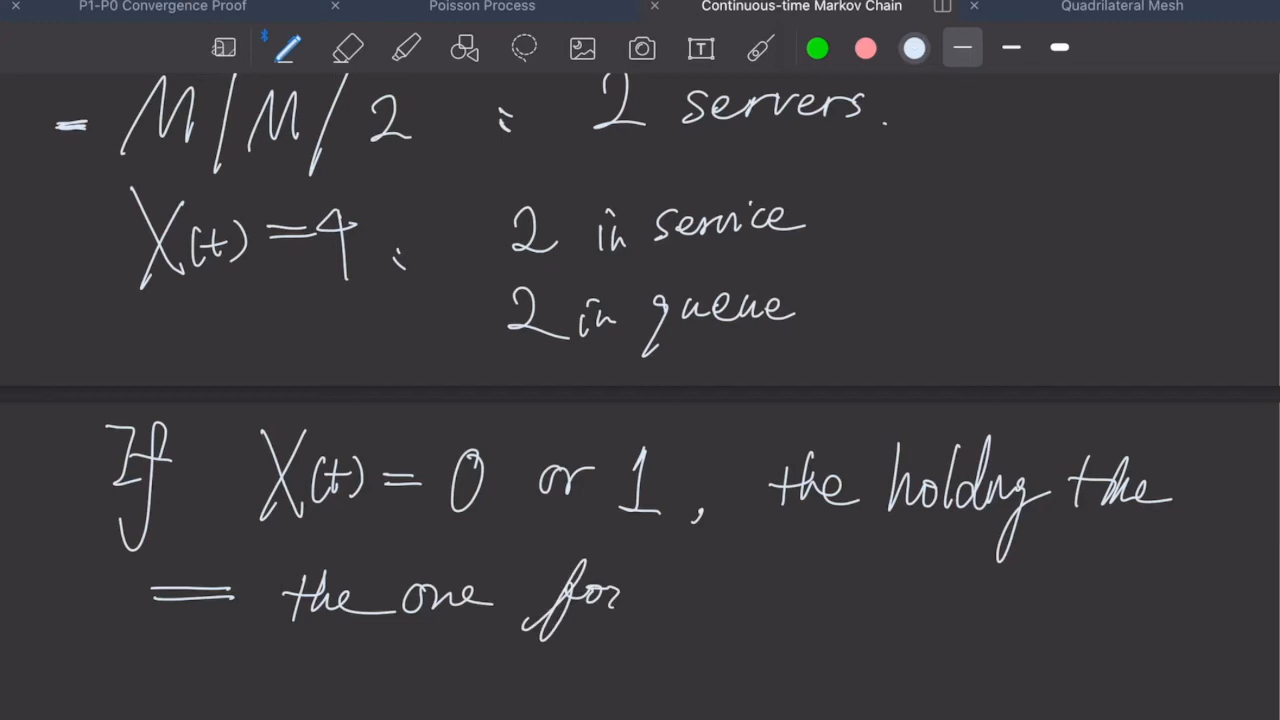 P1-P0 Convergence Proof
Poisson Process
Continuous-time Markov Chain
Quadrilateral Mesh
- M/M/2 : 2 servers.
X(t) = 4 : 2 in service
2 in queue
If X(t) = 0 or 1, the holding time
= the one for